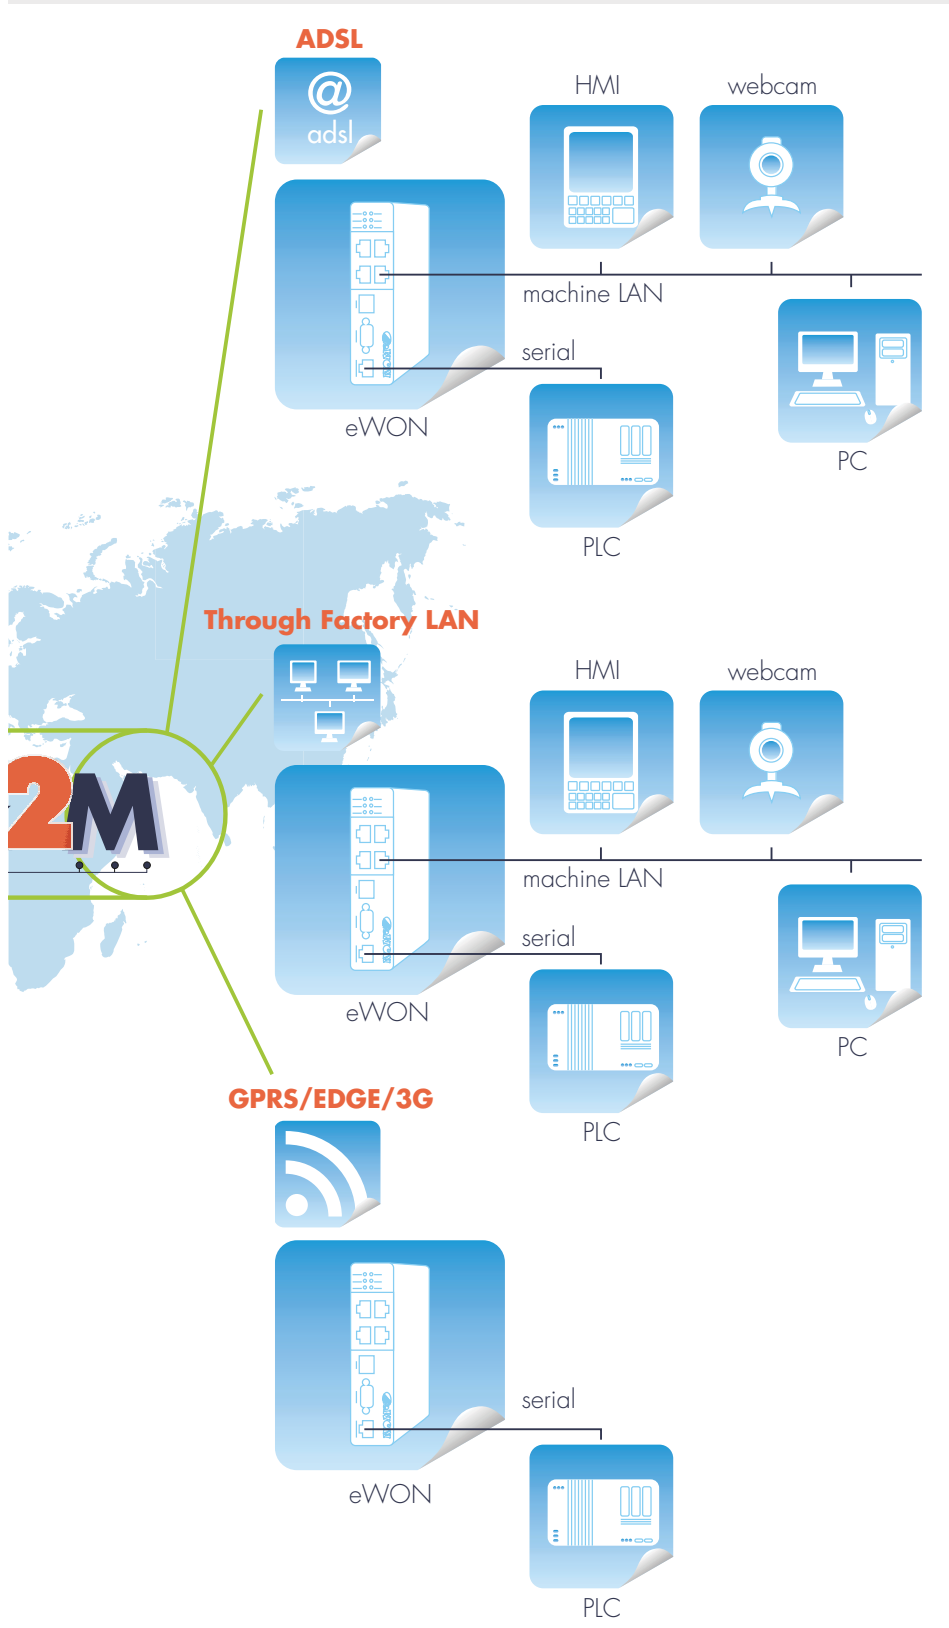 ADSL
@
adsl
HMI
webcam
machine LAN
serial
eWON
PC
PLC
Through Factory LAN
HMI
webcam
2M
machine LAN
serial
eWON
PC
PLC
GPRS/EDGE/3G
serial
eWON
PLC